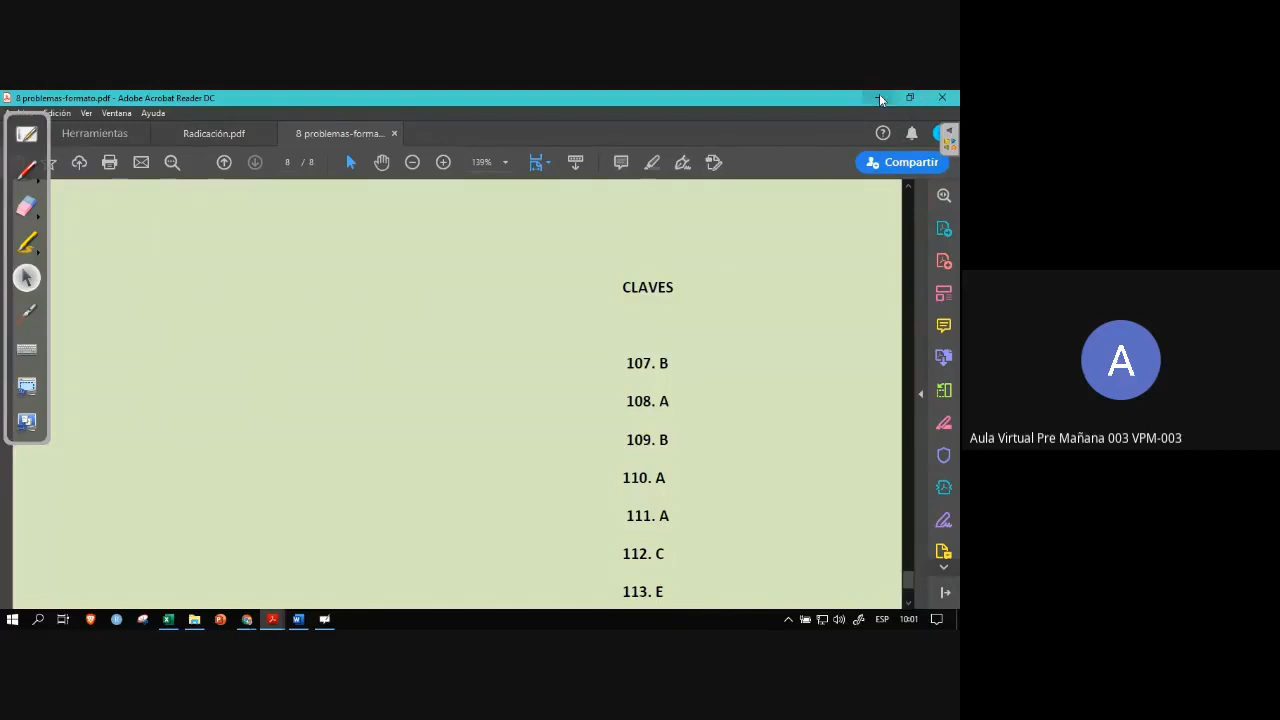 8 problemas-formato.pdf - Adobe Acrobat Reader DC
Edición Ver Ventana Ayuda
Herramientas Radicación.pdf 8 problemas-forma... ×
8 / 8 139% Compartir
CLAVES
107. B
108. A
109. B
110. A
111. A
112. C
113. E
A
Aula Virtual Pre Mañana 003 VPM-003
ESP 10:01